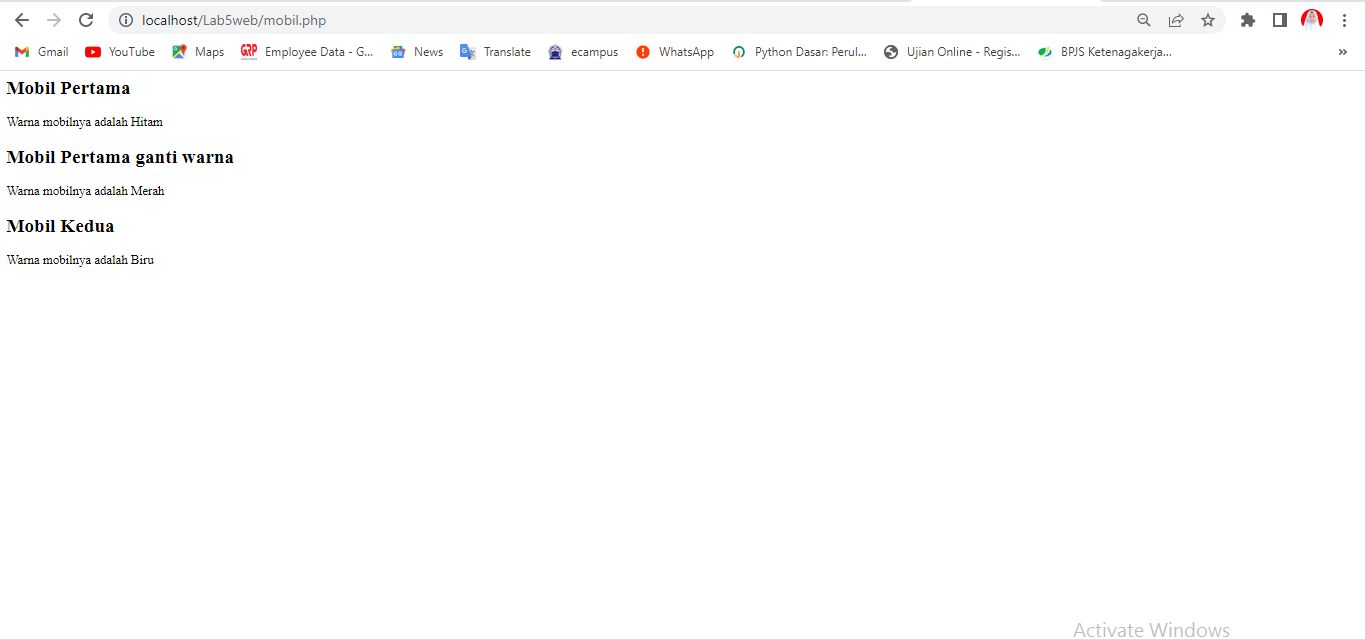 localhost/Lab5web/mobil.php
Gmail YouTube Maps GRP Employee Data - G... News Translate ecampus WhatsApp Python Dasar: Perul... Ujian Online - Regis... BPJS Ketenagakerja... »
Mobil Pertama
Warna mobilnya adalah Hitam
Mobil Pertama ganti warna
Warna mobilnya adalah Merah
Mobil Kedua
Warna mobilnya adalah Biru
Activate Windows